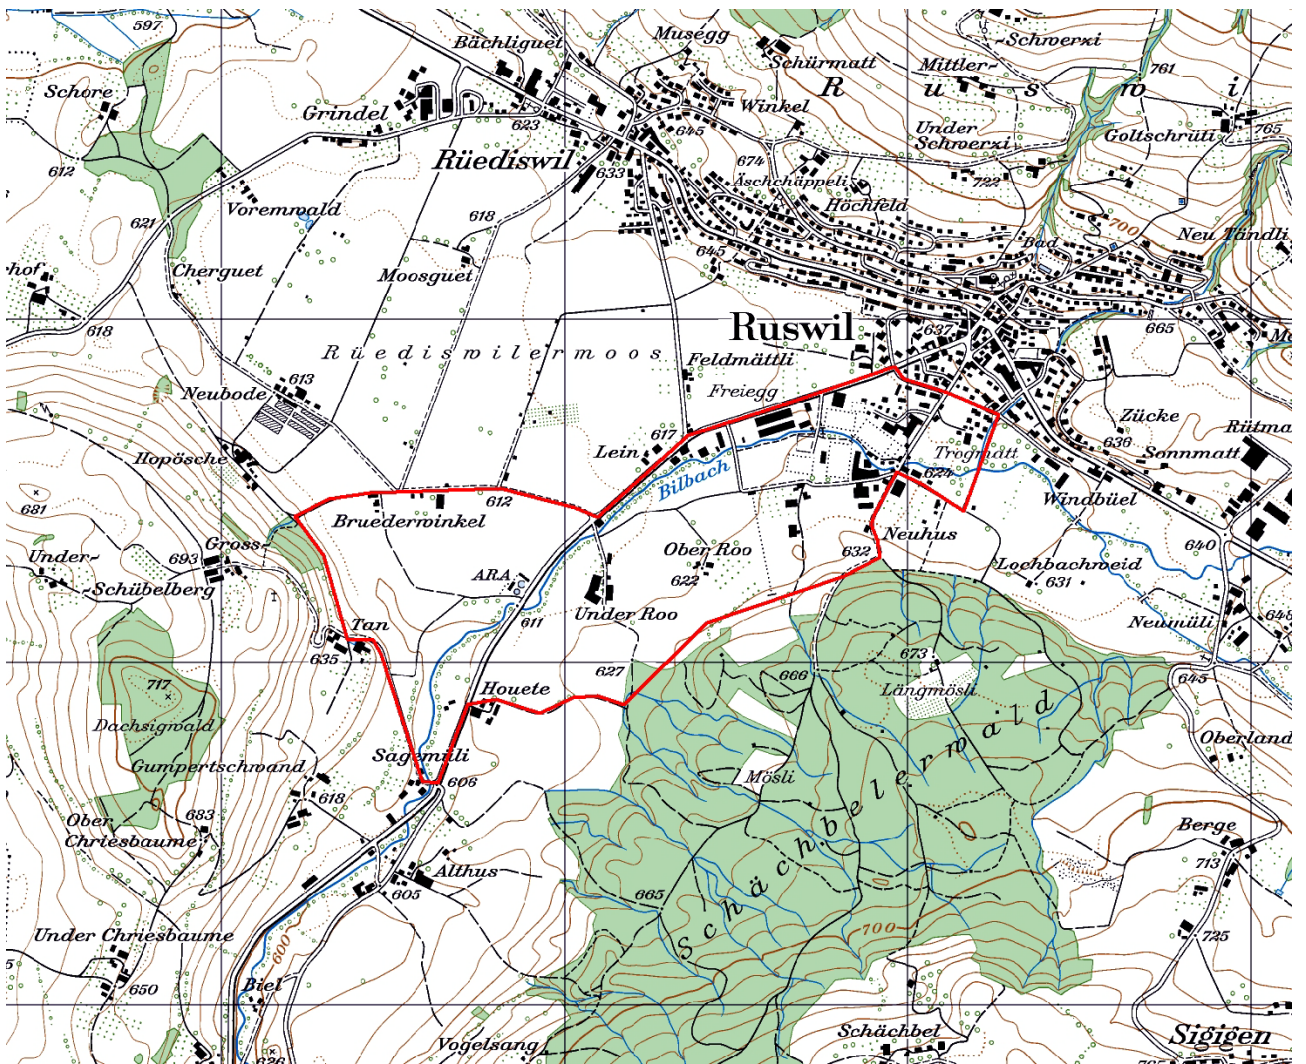 597
Bächliguet
Musegg
Schwerzi
Schürmatt
Mittler-
761
Schore
Grindel
623
Winkel
R u s w i
645
Under
Schwerzi
Goltschrüti
765
Rüediswil
633
674
612
Äschchäppeli
722
Voremwald
618
Höchfeld
621
700
Neu Tändli
Moosguet
645
Bad
Cherguet
618
637
665
Ruswil
Rüediswilermoos
Feldmättli
613
Freiegg
Neubode
Zücke
617
636
Rütma
Lein
Trogmatt
Sonnmatt
Hopösche
Bilbach
624
Windbüel
681
612
Bruederwinkel
Neuhus
Gross-
632
640
Under-
693
Ober Roo
Lochbachweid
Schübelberg
ARA
622
631
611
Under Roo
Neumüli
648
Tan
635
627
673
645
717
Houete
666
Längmösli
Dachsigwald
Oberland
Sagemüli
Gumpertschwand
606
Mösli
618
683
Ober
Chriesbaume
Berge
713
Althus
605
665
Schächbelerwald
Under Chriesbaume
700
725
600
650
Biel
Schächbel
Sigigen
Vogelsang